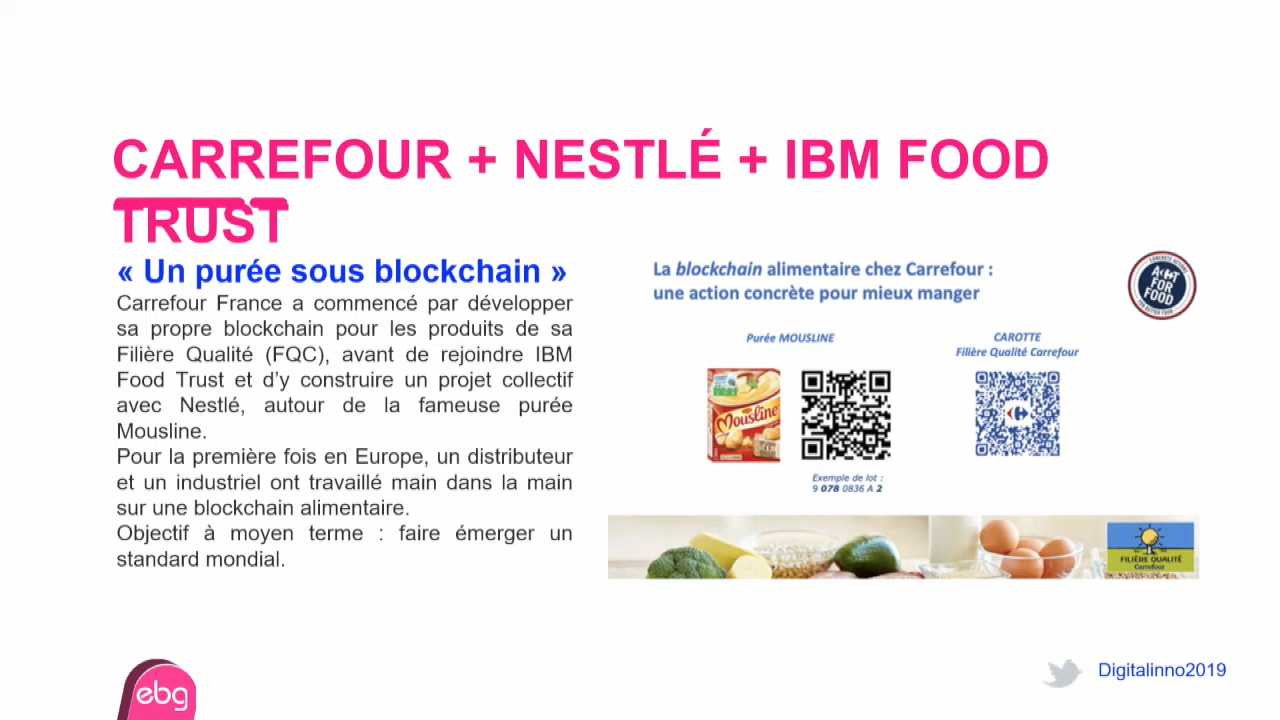 CARREFOUR + NESTLÉ + IBM FOOD
TRUST
« Un purée sous blockchain »
Carrefour France a commencé par développer
sa propre blockchain pour les produits de sa
Filière Qualité (FQC), avant de rejoindre IBM
Food Trust et d’y construire un projet collectif
avec Nestlé, autour de la fameuse purée
Mousline.
Pour la première fois en Europe, un distributeur
et un industriel ont travaillé main dans la main
sur une blockchain alimentaire.
Objectif à moyen terme : faire émerger un
standard mondial.
La blockchain alimentaire chez Carrefour :
une action concrète pour mieux manger
CONCRETE ACTIONS
ACT
FOR
FOOD
FOR BETTER FOOD
Purée MOUSLINE
CAROTTE
Filière Qualité Carrefour
Mousline
Exemple de lot :
9 078 0836 A 2
FILIÈRE QUALITÉ
Carrefour
ebg
Digitalinno2019